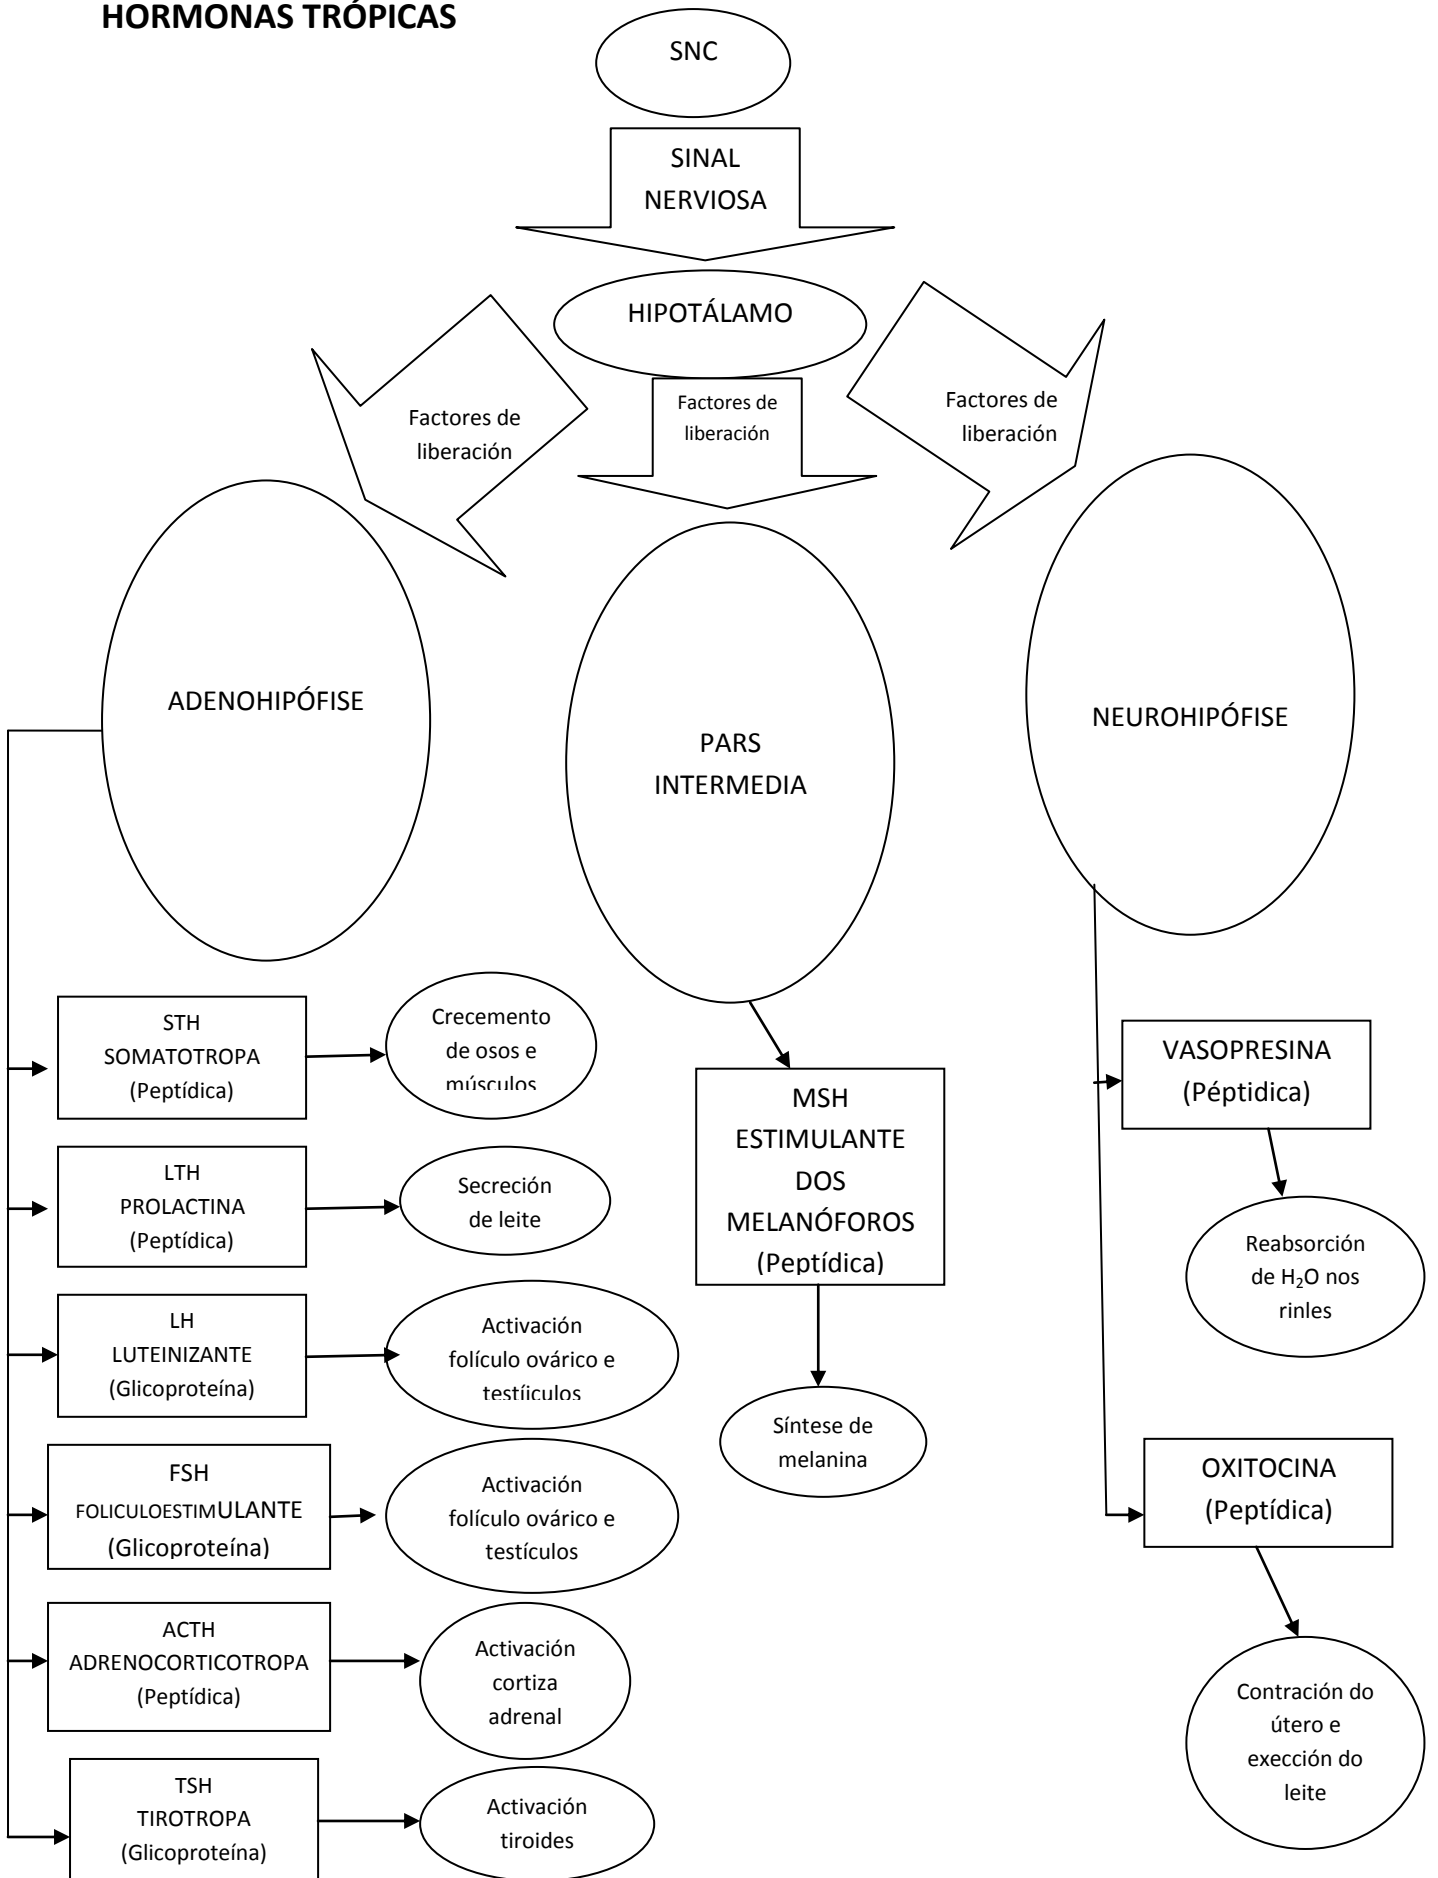 HORMONAS TRÓPICAS
SNC
SINAL
NERVIOSA
HIPOTÁLAMO
Factores de
liberación
Factores de
liberación
Factores de
liberación
ADENOHIPÓFISE
PARS
INTERMEDIA
NEUROHIPÓFISE
STH
SOMATOTROPA
(Peptídica)
Crecemento
de osos e
músculos
LTH
PROLACTINA
(Peptídica)
Secreción
de leite
LH
LUTEINIZANTE
(Glicoproteína)
Activación
folículo ovárico e
testíiculos
FSH
FOLICULOESTIMULANTE
(Glicoproteína)
Activación
folículo ovárico e
testículos
ACTH
ADRENOCORTICOTROPA
(Peptídica)
Activación
cortiza
adrenal
TSH
TIROTROPA
(Glicoproteína)
Activación
tiroides
MSH
ESTIMULANTE
DOS
MELANÓFOROS
(Peptídica)
Síntese de
melanina
VASOPRESINA
(Péptidica)
Reabsorción
de H₂O nos
rinles
OXITOCINA
(Peptídica)
Contración do
útero e
exección do
leite